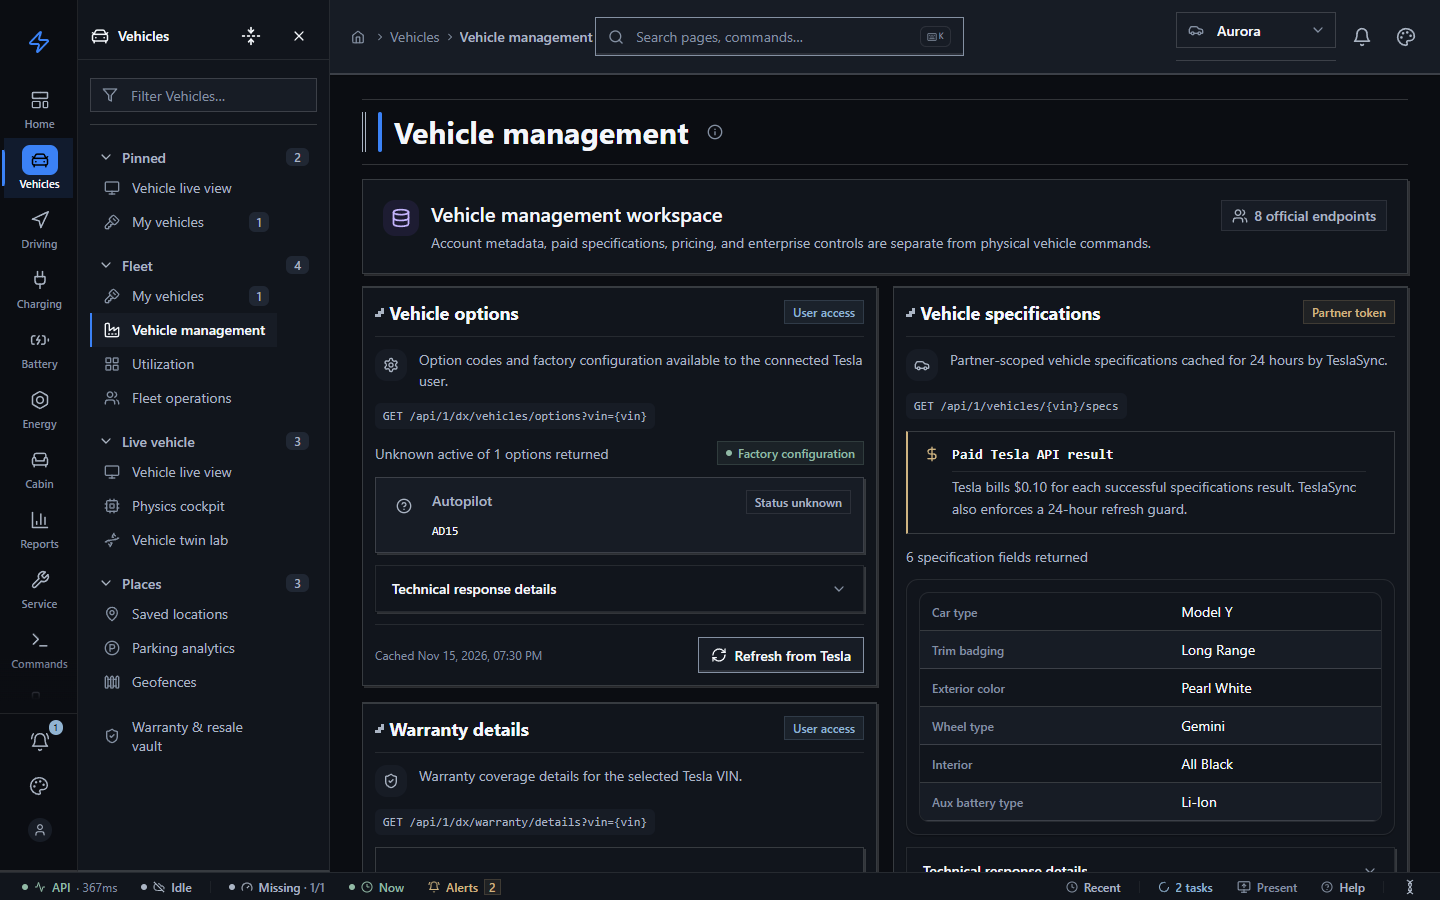 Home
Vehicles
Driving
Charging
Battery
Energy
Cabin
Reports
Service
Commands
1
Vehicles
Filter Vehicles...
Pinned 2
Vehicle live view
My vehicles 1
Fleet 4
My vehicles 1
Vehicle management
Utilization
Fleet operations
Live vehicle 3
Vehicle live view
Physics cockpit
Vehicle twin lab
Places 3
Saved locations
Parking analytics
Geofences
Warranty & resale
vault
Vehicles Vehicle management
Search pages, commands... K
Aurora
Vehicle management
Vehicle management workspace
Account metadata, paid specifications, pricing, and enterprise controls are separate from physical vehicle commands.
8 official endpoints
Vehicle options User access
Option codes and factory configuration available to the connected Tesla
user.
GET /api/1/dx/vehicles/options?vin={vin}
Unknown active of 1 options returned Factory configuration
Autopilot Status unknown
AD15
Technical response details
Cached Nov 15, 2026, 07:30 PM Refresh from Tesla
Warranty details User access
Warranty coverage details for the selected Tesla VIN.
GET /api/1/dx/warranty/details?vin={vin}
Vehicle specifications Partner token
Partner-scoped vehicle specifications cached for 24 hours by TeslaSync.
GET /api/1/vehicles/{vin}/specs
Paid Tesla API result
Tesla bills $0.10 for each successful specifications result. TeslaSync
also enforces a 24-hour refresh guard.
6 specification fields returned
Car type Model Y
Trim badging Long Range
Exterior color Pearl White
Wheel type Gemini
Interior All Black
Aux battery type Li-Ion
Technical response details
API · 367ms Idle Missing · 1/1 Now Alerts 2 Recent 2 tasks Present Help